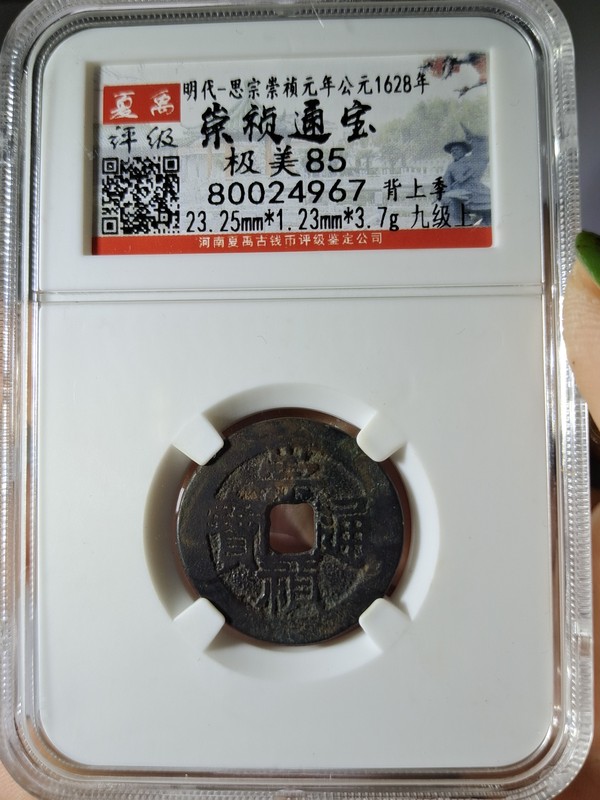 夏禹
评级
明代-思宗崇祯元年公元1628年
崇祯通宝
极美85
80024967 背上季
23.25mm*1.23mm*3.7g 九级上
河南夏禹古钱币评级鉴定公司
崇禎通寶